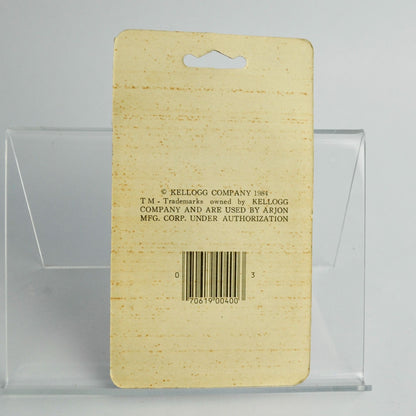 © KELLOGG COMPANY 1984
TM - Trademarks owned by KELLOGG
COMPANY AND ARE USED BY ARJON
MFG. CORP. UNDER AUTHORIZATION
0 70619 00400 3